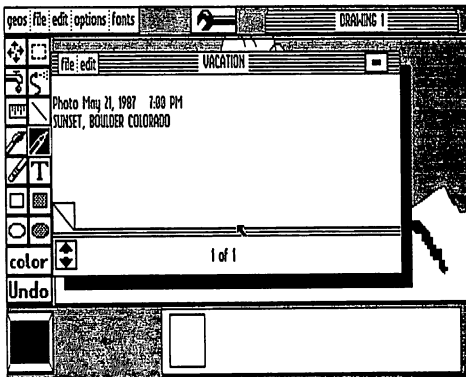 geos file edit options fonts
DRAWING 1
file edit
VACATION
Photo May 21, 1987 7:00 PM
SUNSET, BOULDER COLORADO
T
1 of 1
color
Undo